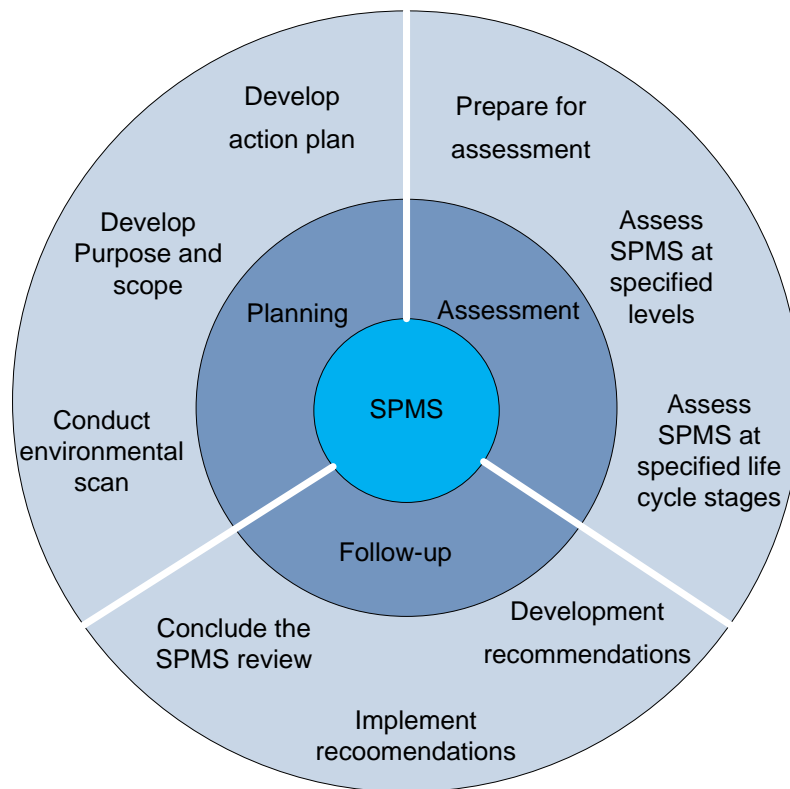 Develop
action plan
Prepare for
assessment
Develop
Purpose and
scope
Assess
SPMS at
specified
levels
Planning
Assessment
SPMS
Conduct
environmental
scan
Assess
SPMS at
specified life
cycle stages
Follow-up
Conclude the
SPMS review
Development
recommendations
Implement
recoomendations